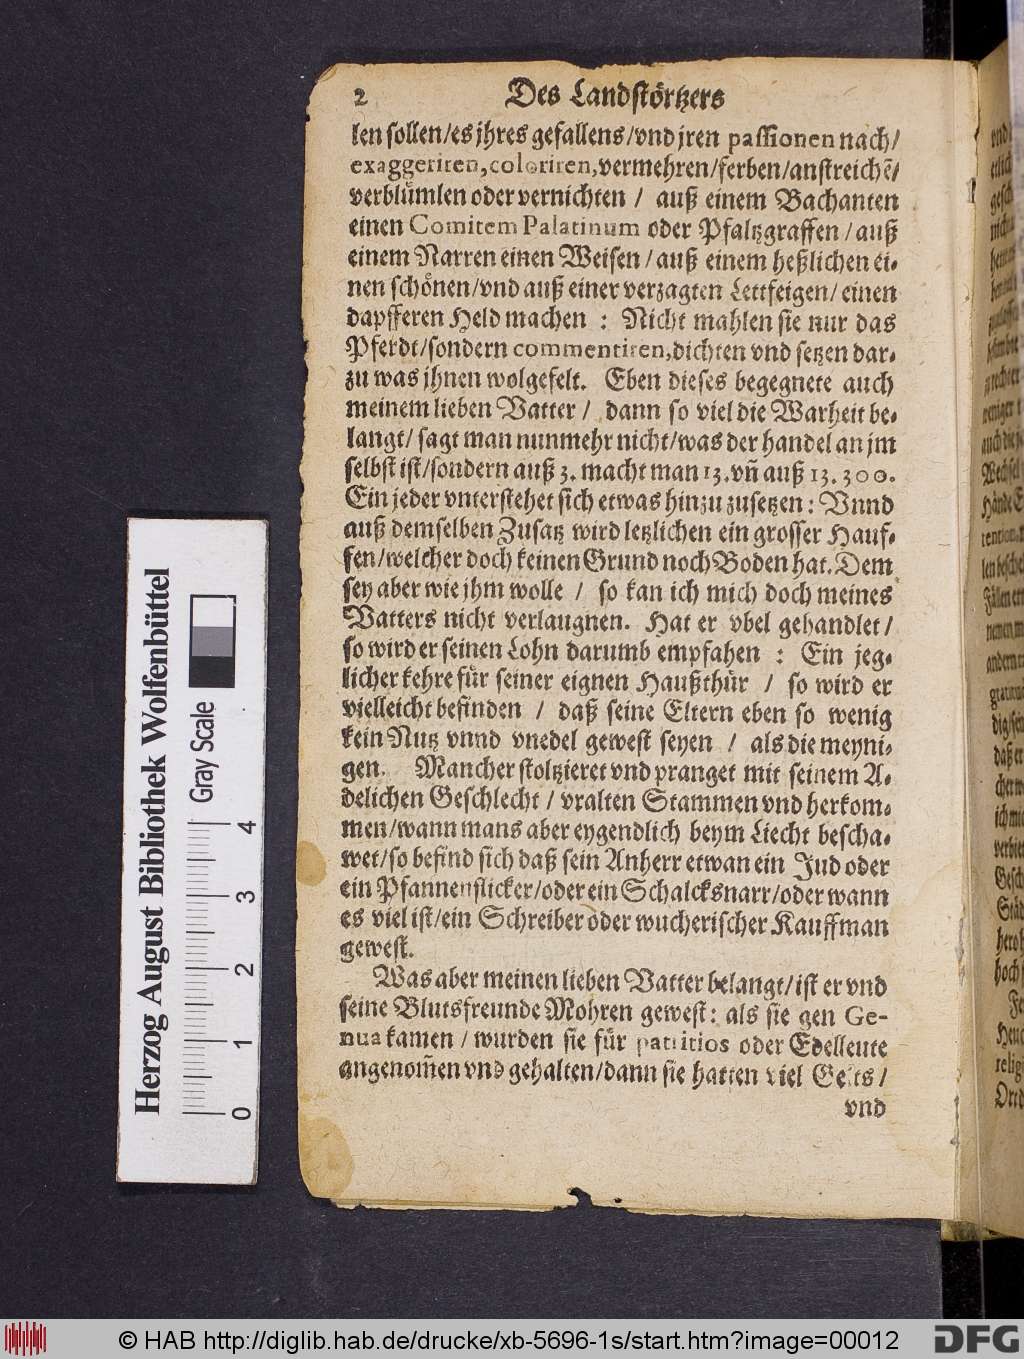 2 Des Landstörtzers
len sollen/es jhres gefallens/vnd jren passionen nach/
exaggeriren, coloriren, vermehren/ferben/anstreichẽ/
verblümlen oder vernichten / auß einem Bachanten
einen Comitem Palatinum oder Pfaltzgraffen / auß
einem Narren einen Weisen / auß einem heßlichen ei-
nen schönen/vnd auß einer verzagten Lettfeigen/ einen
dapfferen Held machen : Nicht mahlen sie nur das
Pferdt/sondern commentiren, dichten vnd setzen dar-
zu was jhnen wolgefelt. Eben dieses begegnete auch
meinem lieben Vatter / dann so viel die Warheit be-
langt/ sagt man nunmehr nicht/was der handel an jm
selbst ist/sondern auß 3. macht man 13. vñ auß 13. 300.
Ein jeder vnterstehet sich etwas hinzu zusetzen: Vnnd
auß demselben Zusatz wird letzlichen ein grosser Hauf-
fen/welcher doch keinen Grund noch Boden hat. Dem
sey aber wie jhm wolle / so kan ich mich doch meines
Vatters nicht verlaugnen. Hat er vbel gehandlet/
so wird er seinen Lohn darumb empfahen : Ein jeg-
licher kehre für seiner eignen Haußthür / so wird er
vielleicht befinden / daß seine Eltern eben so wenig
kein Nutz vnnd vnedel gewest seyen / als die meyni-
gen. Mancher stoltzieret vnd pranget mit seinem A-
delichen Geschlecht / vralten Stammen vnd herkom-
men/wann mans aber eygendlich beym Liecht bescha-
wet/so befind sich daß sein Anherr etwan ein Jud oder
ein Pfannenflicker/oder ein Schalcksnarr/oder wann
es viel ist/ein Schreiber oder wucherischer Kauffman
gewest.
Was aber meinen lieben Vatter belangt/ist er vnd
seine Blutsfreunde Mohren gewest: als sie gen Ge-
nua kamen / wurden sie für patritios oder Edelleute
angenom̃en vnd gehalten/dann sie hatten viel Gelts/
vnd
Herzog August Bibliothek Wolfenbüttel
Gray Scale
0 1 2 3 4
© HAB http://diglib.hab.de/drucke/xb-5696-1s/start.htm?image=00012
DFG